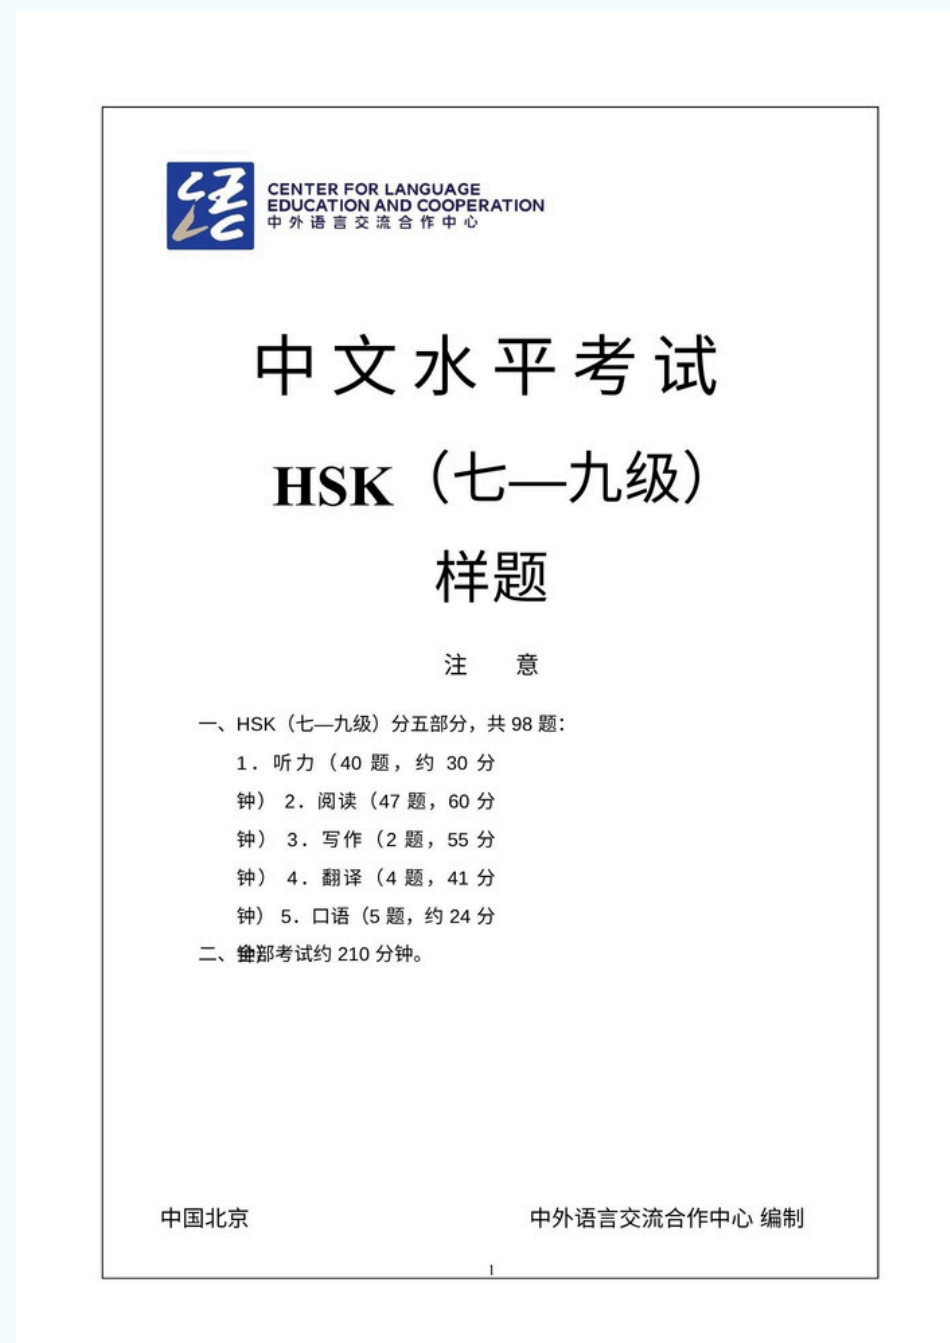 CENTER FOR LANGUAGE
EDUCATION AND COOPERATION
中外语言交流合作中心
中文水平考试
HSK（七—九级）
样题
注 意
一、HSK（七—九级）分五部分，共 98 题：
1．听力（40 题，约 30 分
钟） 2．阅读（47 题，60 分
钟） 3．写作（2 题，55 分
钟） 4．翻译（4 题，41 分
钟） 5．口语（5 题，约 24 分
钟）
二、全部考试约 210 分钟。
中国北京
中外语言交流合作中心 编制
1